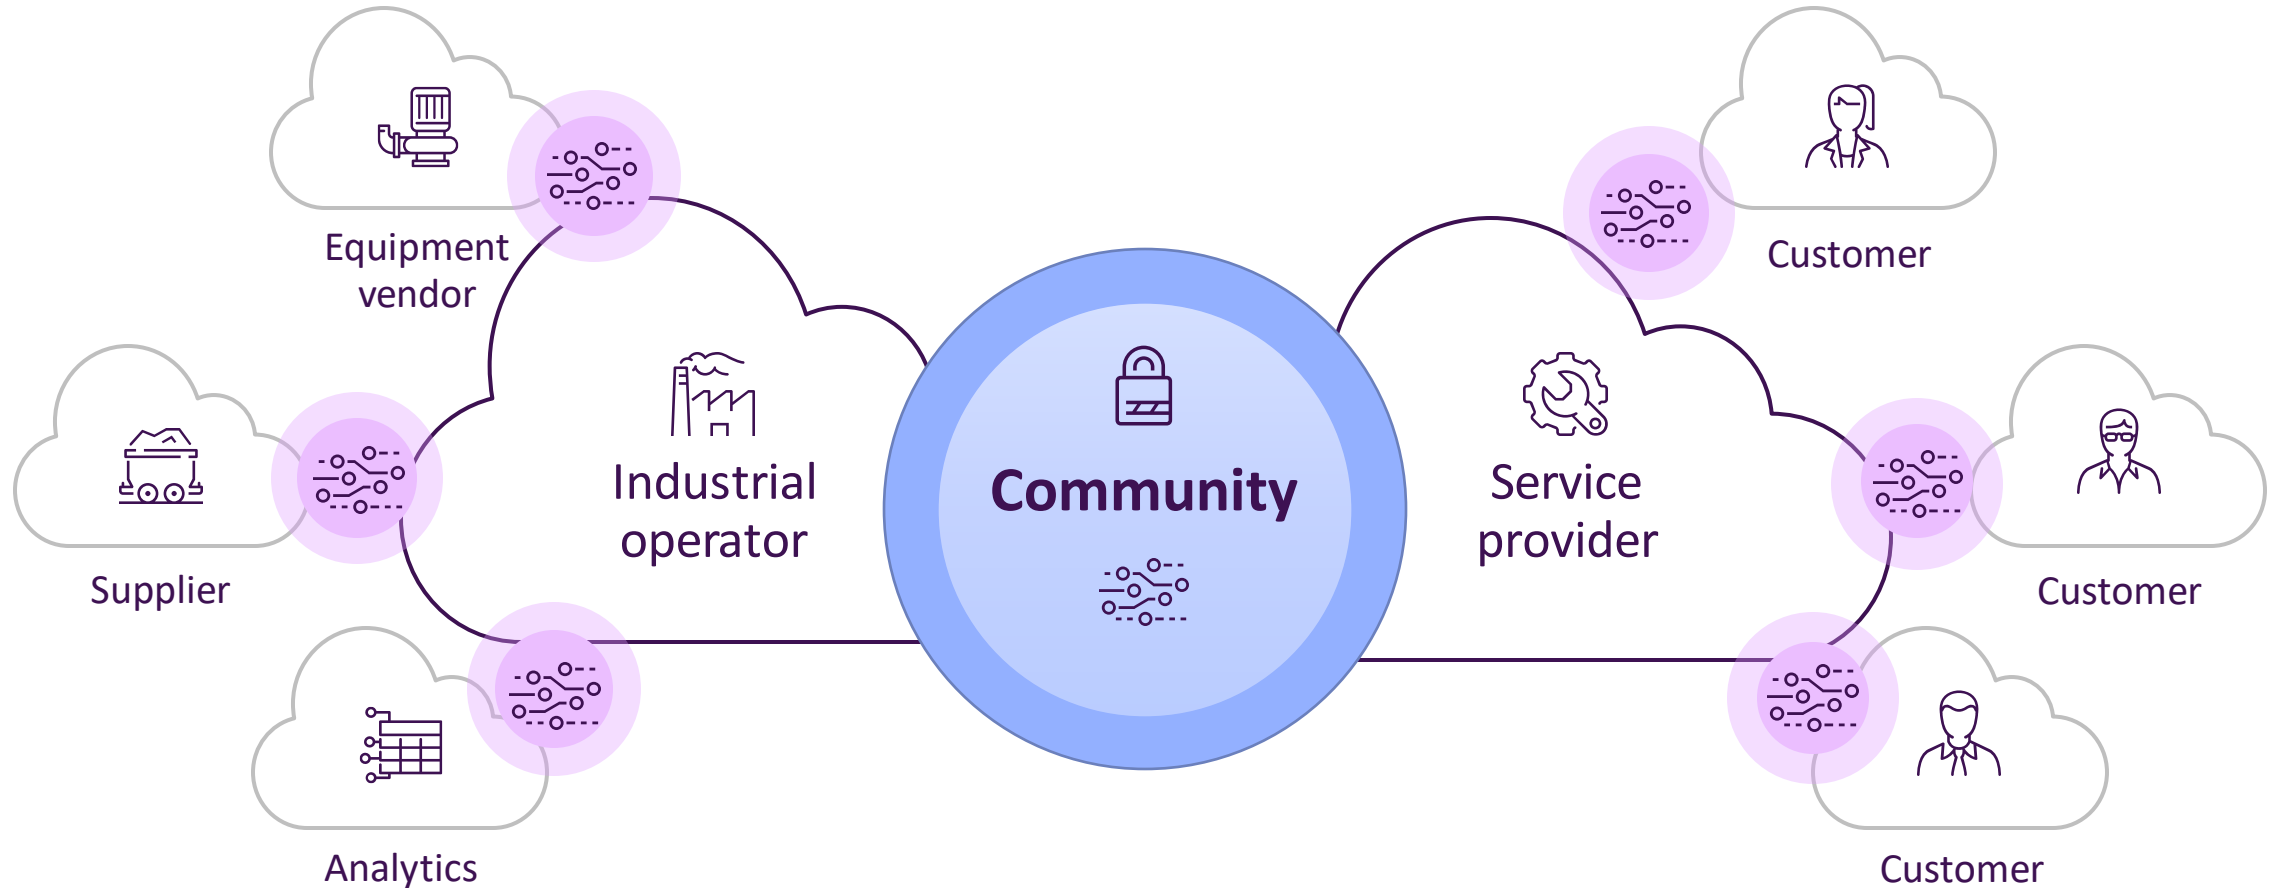 Equipment
vendor
Customer
Industrial
operator
Community
Service
provider
Supplier
Customer
Analytics
Customer